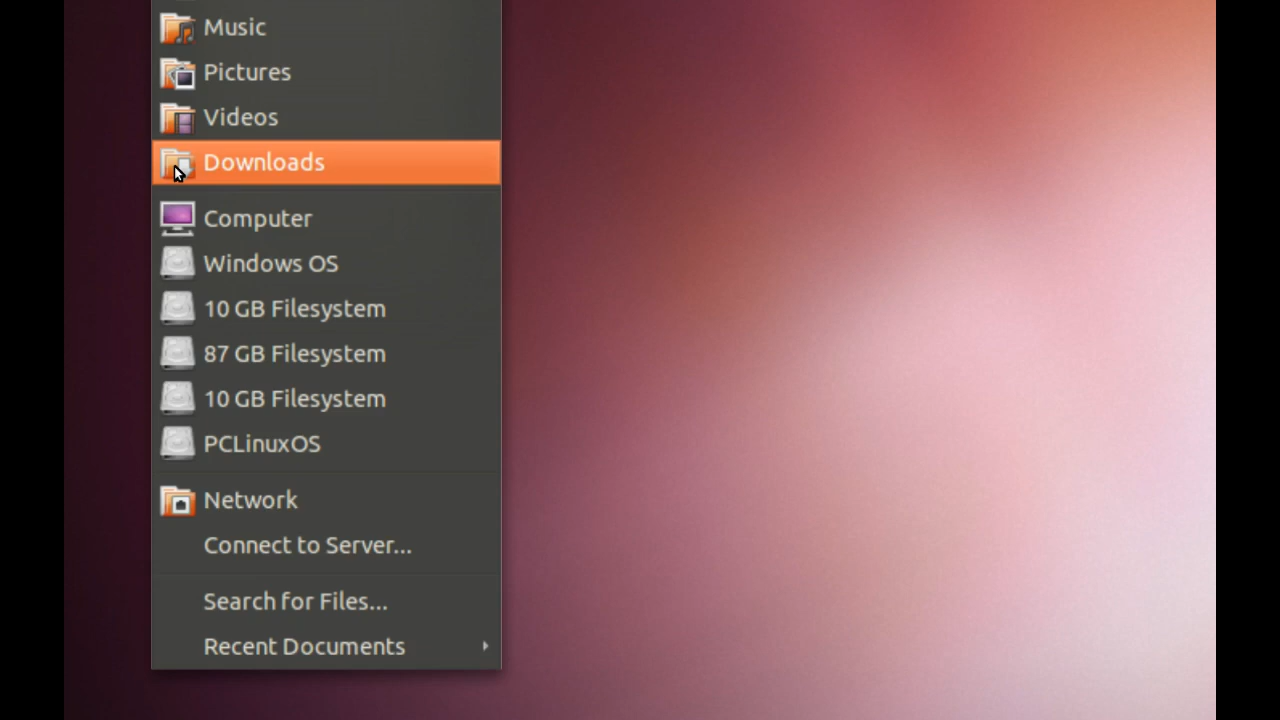 Music
Pictures
Videos
Downloads
Computer
Windows OS
10 GB Filesystem
87 GB Filesystem
10 GB Filesystem
PCLinuxOS
Network
Connect to Server...
Search for Files...
Recent Documents